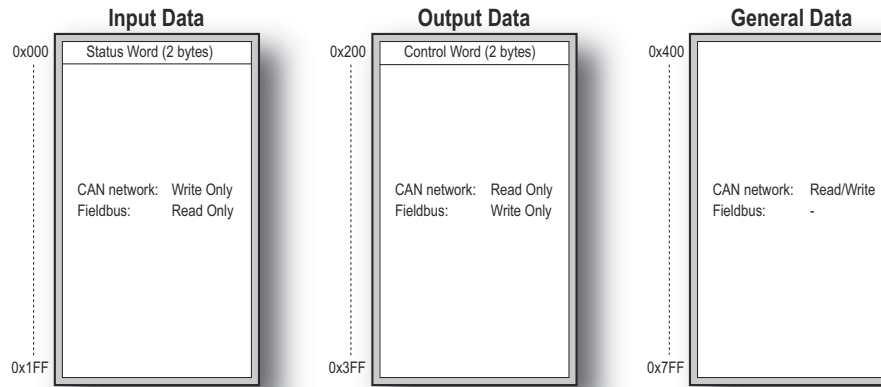 Input Data
0x000
Status Word (2 bytes)
CAN network: Write Only
Fieldbus: Read Only
0x1FF
Output Data
0x200
Control Word (2 bytes)
CAN network: Read Only
Fieldbus: Write Only
0x3FF
General Data
0x400
CAN network: Read/Write
Fieldbus: -
0x7FF